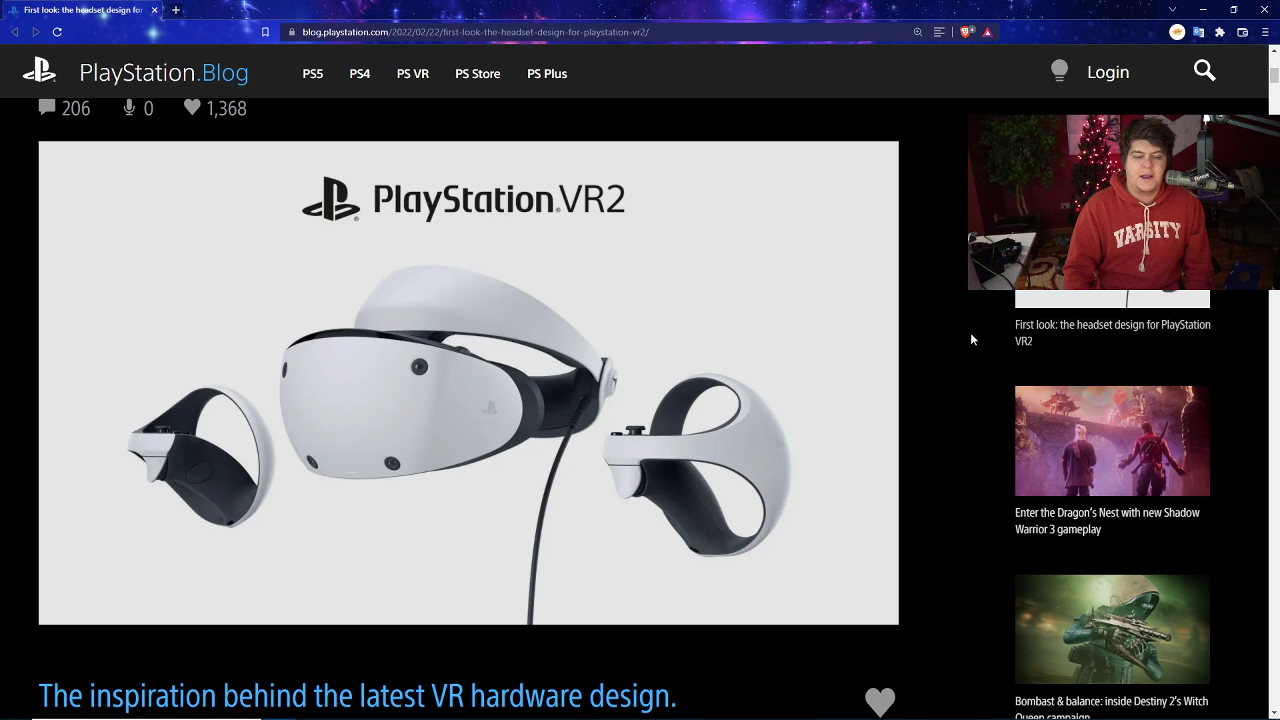 First look: the headset design for
blog.playstation.com/2022/02/22/first-look-the-headset-design-for-playstation-vr2/
PlayStation.Blog
PS5
PS4
PS VR
PS Store
PS Plus
Login
206
0
1,368
PlayStation.VR2
VARSITY
First look: the headset design for PlayStation
VR2
Enter the Dragon's Nest with new Shadow
Warrior 3 gameplay
Bombast & balance: inside Destiny 2's Witch
Queen campaign
The inspiration behind the latest VR hardware design.